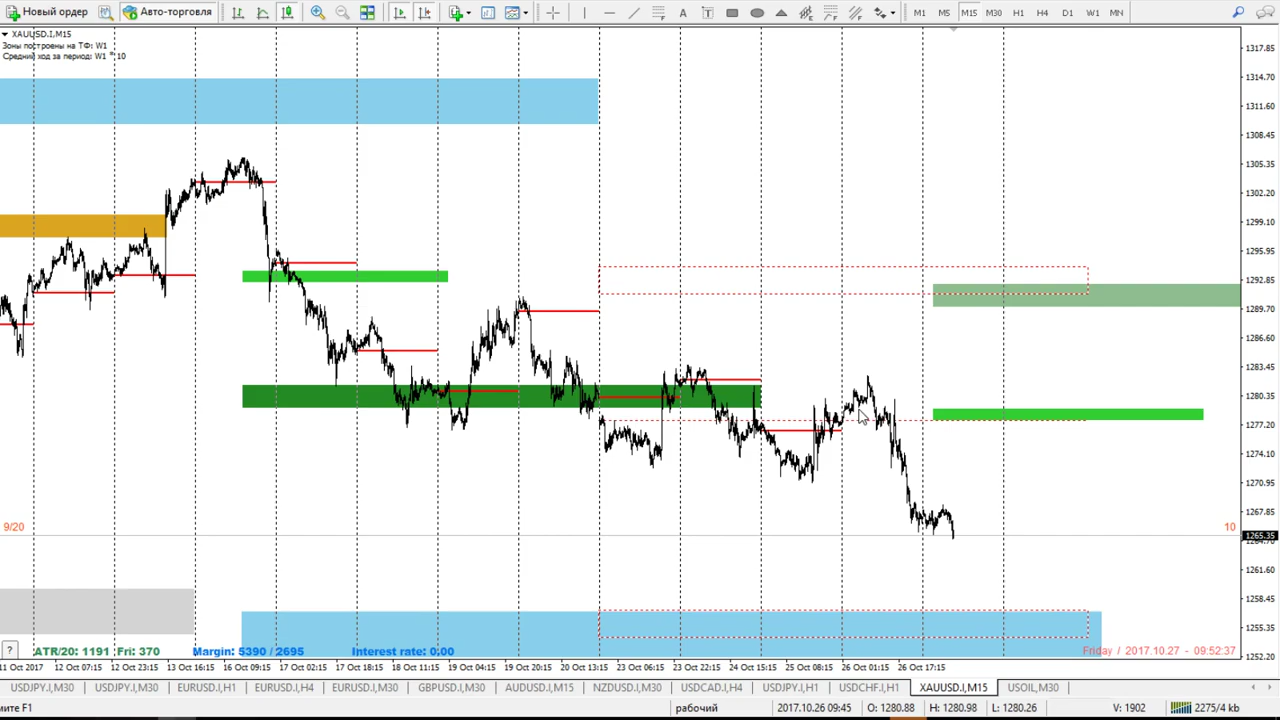 Новый ордер Авто-торговля A T M1 M5 M15 M30 H1 H4 D1 W1 MN
XAUUSD.I,M15
Зоны построены на ТФ: W1
Средний ход за период: W1 * 10
1317.85
1314.70
1311.60
1308.45
1305.35
1302.20
1299.10
1295.95
1292.85
1289.70
1286.60
1283.45
1280.35
1277.20
1274.10
1270.95
1267.85
9/20 10
1265.35
1261.60
1258.45
1255.35
1252.20
? ATR/20: 1191 Fri: 370 Margin: 5390 / 2695 Interest rate: 0.00 Friday / 2017.10.27 - 09:52:37
11 Oct 2017 12 Oct 07:15 12 Oct 23:15 13 Oct 16:15 16 Oct 09:15 17 Oct 02:15 17 Oct 18:15 18 Oct 11:15 19 Oct 04:15 19 Oct 20:15 20 Oct 13:15 23 Oct 06:15 23 Oct 22:15 24 Oct 15:15 25 Oct 08:15 26 Oct 01:15 26 Oct 17:15
USDJPY.I,M30 USDJPY.I,M30 EURUSD.I,H1 EURUSD.I,H4 EURUSD.I,M30 GBPUSD.I,M30 AUDUSD.I,M15 NZDUSD.I,M30 USDCAD.I,H4 USDJPY.I,H1 USDCHF.I,H1 XAUUSD.I,M15 USOIL,M30
мите F1 рабочий 2017.10.26 09:45 O: 1280.88 H: 1280.98 L: 1280.26 V: 1902 2275/4 kb